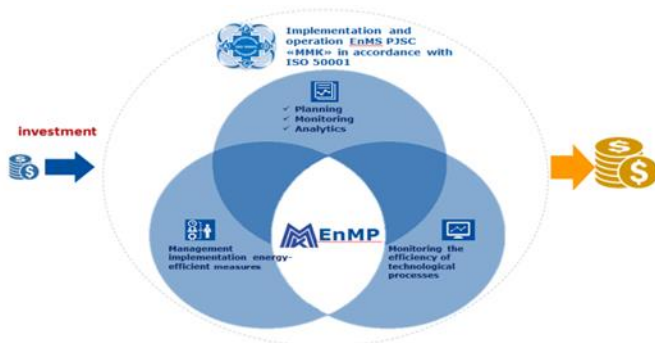 Implementation and
operation EnMS PJSC
«MMK» in accordance with
ISO 50001
investment
✓ Planning
✓ Monitoring
✓ Analytics
EnMP
Management
implementation energy-
efficient measures
Monitoring the
efficiency of
technological
processes